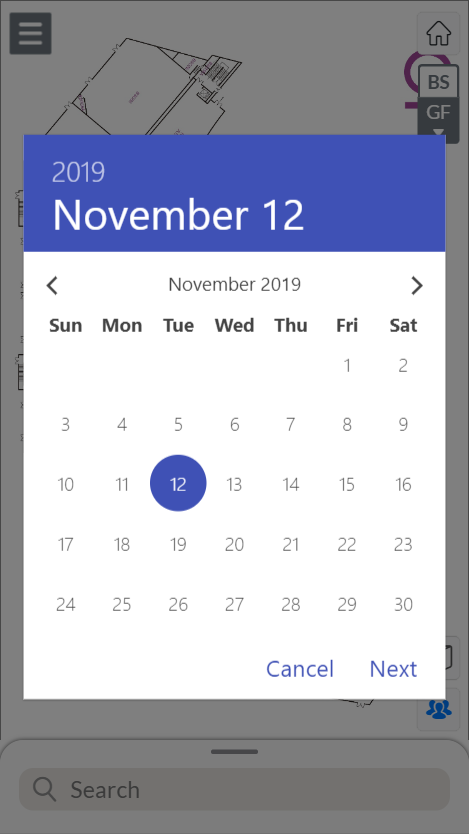 BS
GF
2019
November 12
November 2019
Sun Mon Tue Wed Thu Fri Sat
1 2
3 4 5 6 7 8 9
10 11 12 13 14 15 16
17 18 19 20 21 22 23
24 25 26 27 28 29 30
Cancel Next
Search